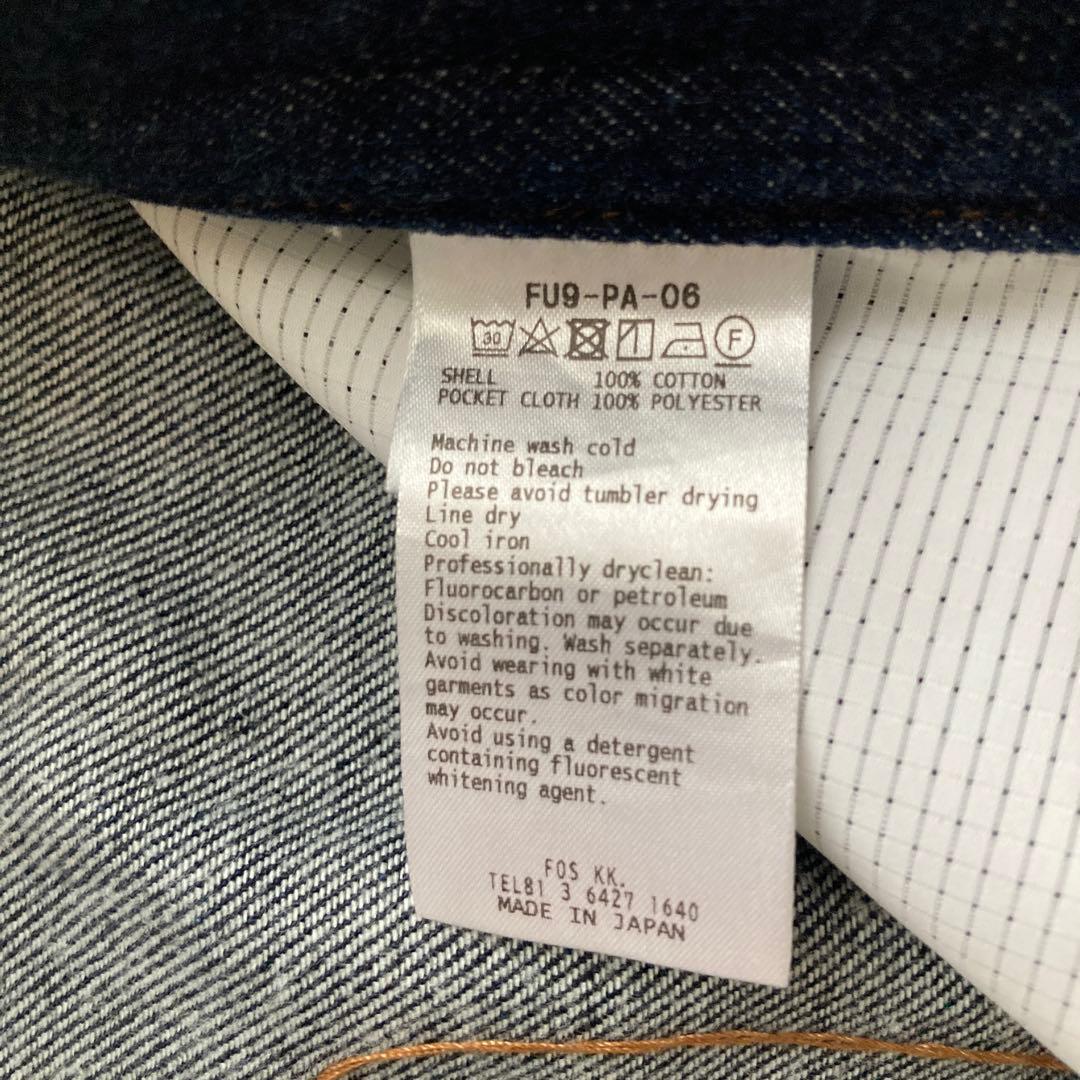 FU9-PA-06
30 F
SHELL 100% COTTON
POCKET CLOTH 100% POLYESTER
Machine wash cold
Do not bleach
Please avoid tumbler drying
Line dry
Cool iron
Professionally dryclean:
Fluorocarbon or petroleum
Discoloration may occur due
to washing. Wash separately.
Avoid wearing with white
garments as color migration
may occur.
Avoid using a detergent
containing fluorescent
whitening agent.
FOS KK.
TEL81 3 6427 1640
MADE IN JAPAN